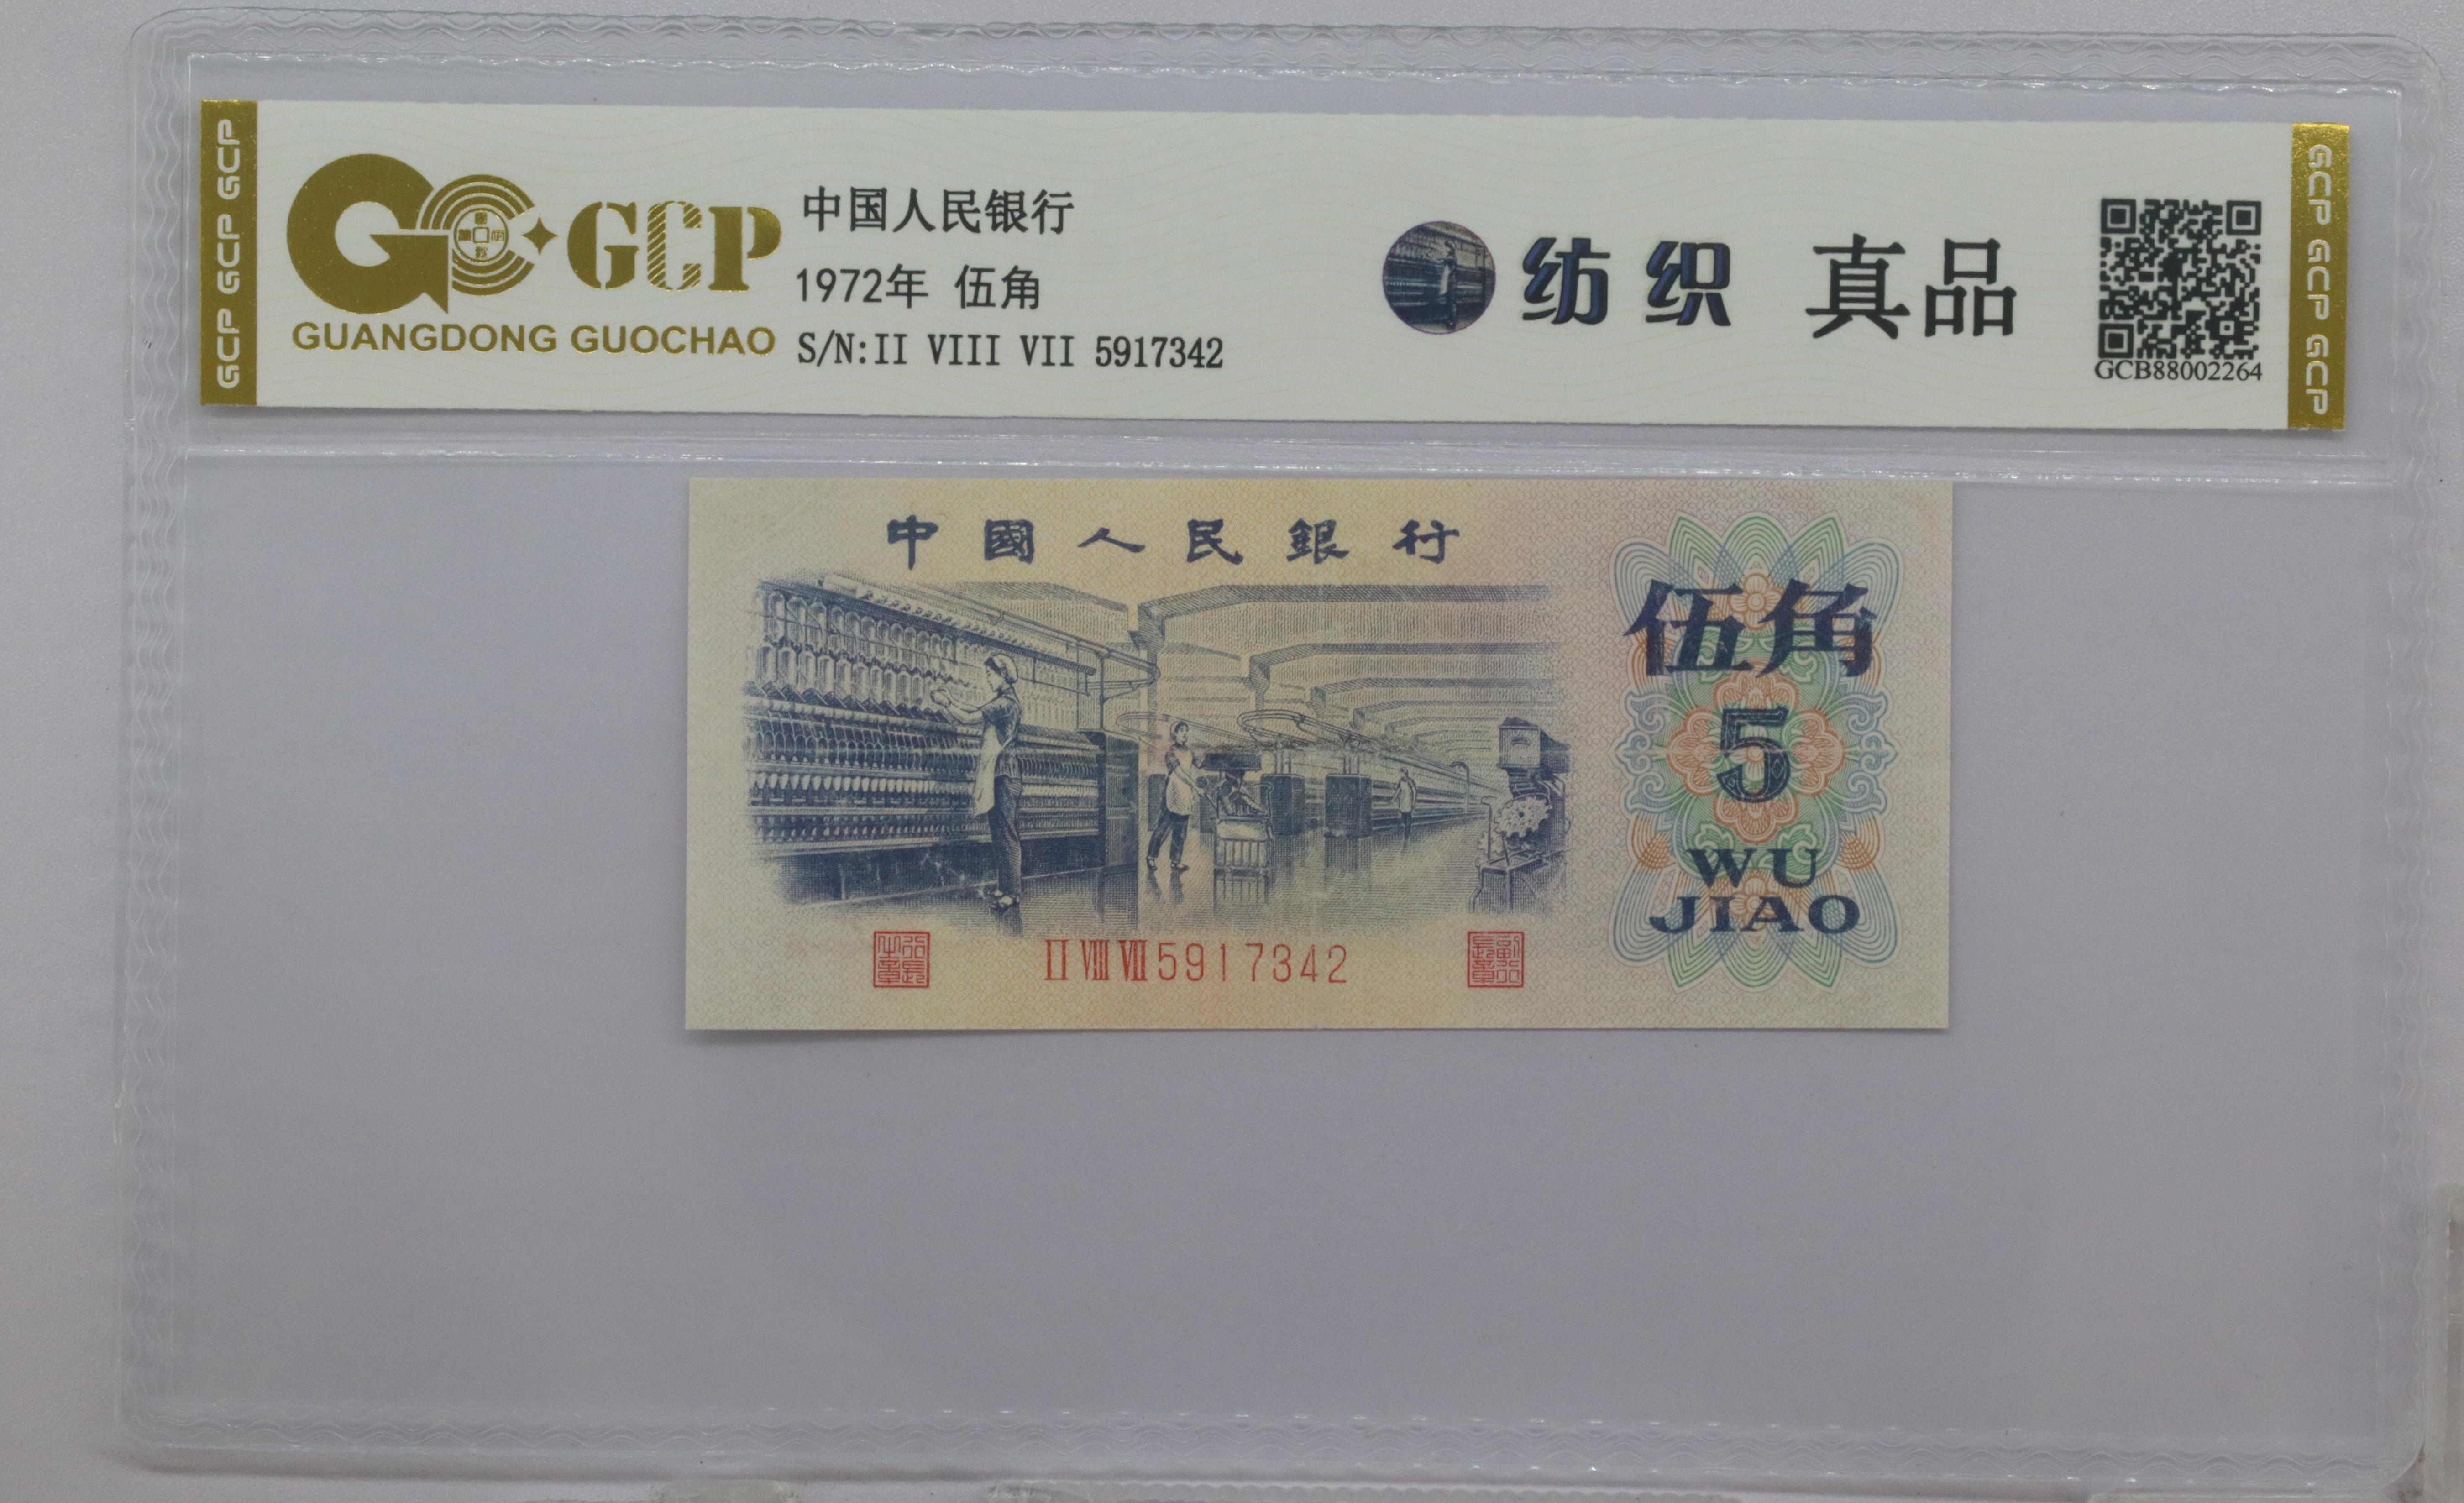 GCP GCP GCP
GCP
GUANGDONG GUOCHAO
中国人民银行
1972年 伍角
S/N:II VIII VII 5917342
纺织 真品
GCB88002264
GCP GCP GCP
中國人民銀行
伍角
5
WU
JIAO
II VIII VII 5917342